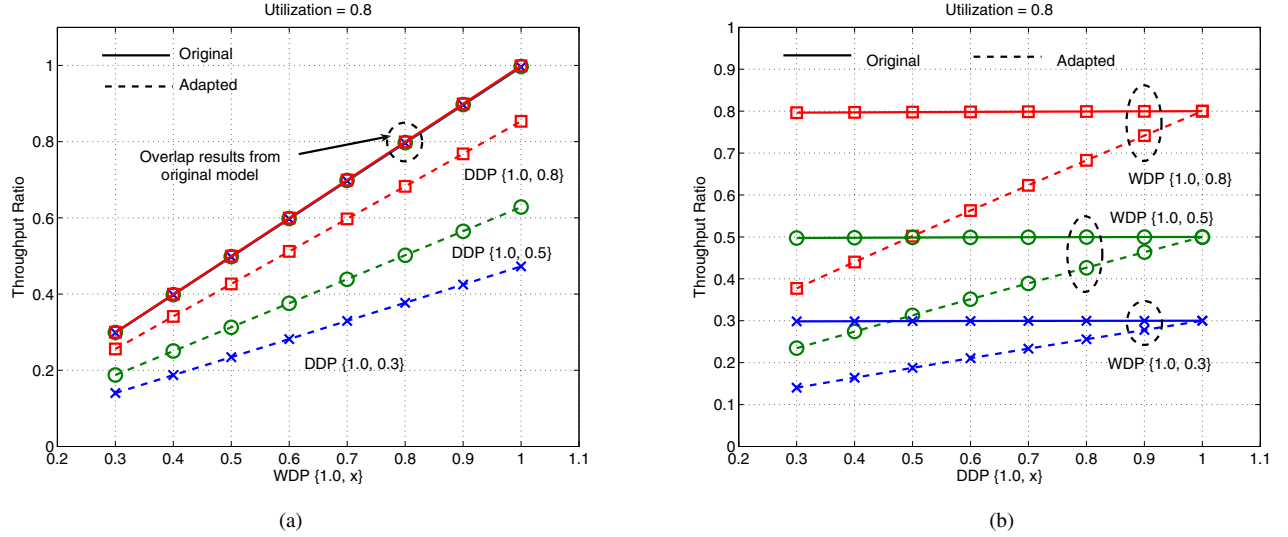 Utilization = 0.8
Original
Adapted
Overlap results from
original model
DDP {1.0, 0.8}
DDP {1.0, 0.5}
DDP {1.0, 0.3}
Throughput Ratio
1
0.8
0.6
0.4
0.2
0
0.2 0.3 0.4 0.5 0.6 0.7 0.8 0.9 1 1.1
WDP {1.0, x}
(a)
Utilization = 0.8
Original
Adapted
WDP {1.0, 0.8}
WDP {1.0, 0.5}
WDP {1.0, 0.3}
Throughput Ratio
1
0.9
0.8
0.7
0.6
0.5
0.4
0.3
0.2
0.1
0
0.2 0.3 0.4 0.5 0.6 0.7 0.8 0.9 1 1.1
DDP {1.0, x}
(b)